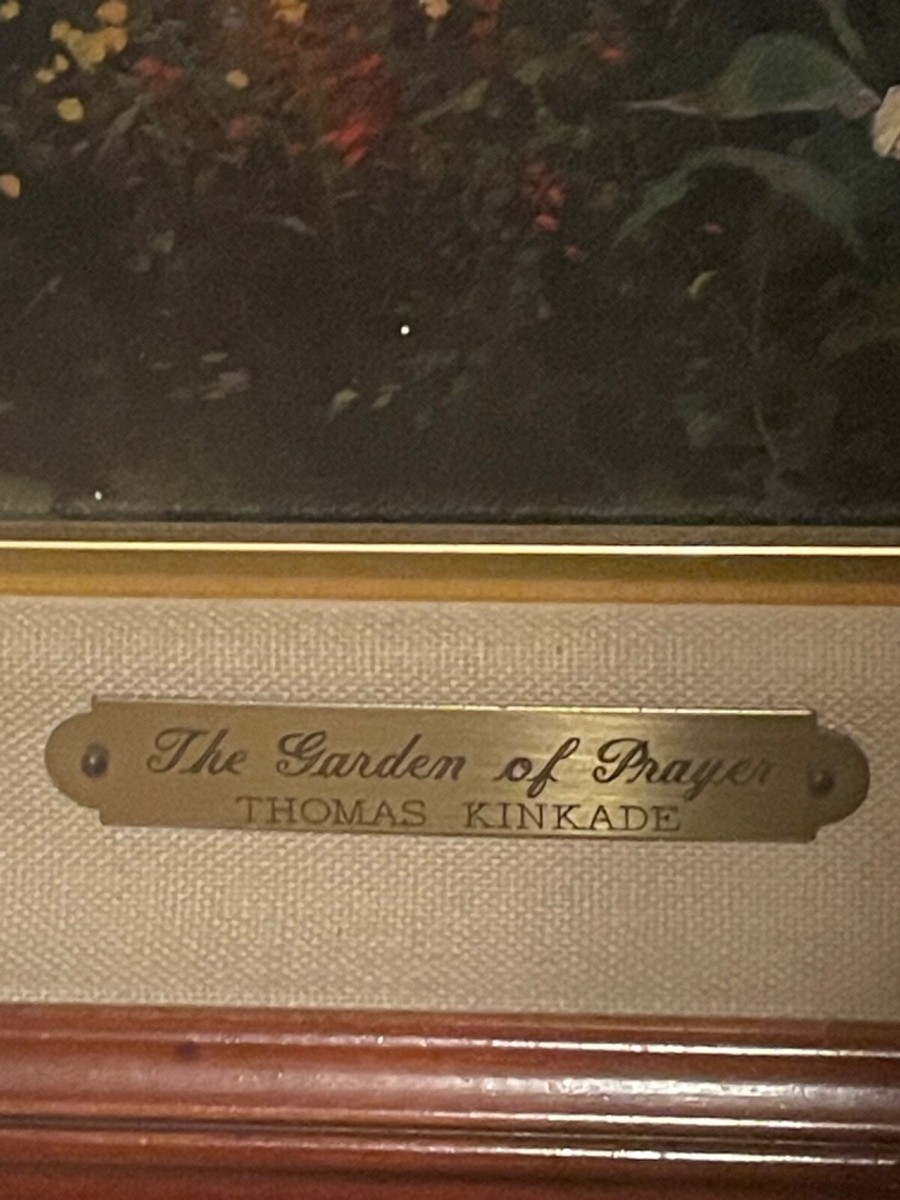 The Garden of Prayer
THOMAS KINKADE